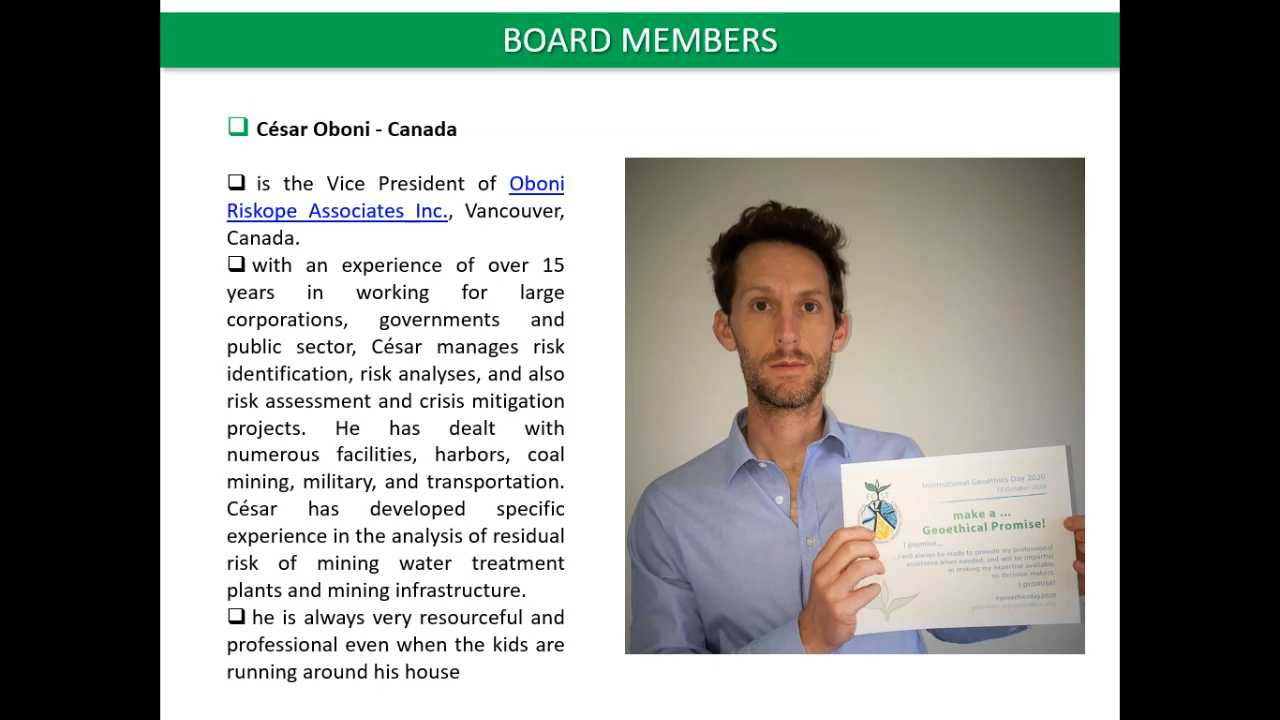 BOARD MEMBERS
César Oboni - Canada
is the Vice President of Oboni
Riskope Associates Inc., Vancouver,
Canada.
with an experience of over 15
years in working for large
corporations, governments and
public sector, César manages risk
identification, risk analyses, and also
risk assessment and crisis mitigation
projects. He has dealt with
numerous facilities, harbors, coal
mining, military, and transportation.
César has developed specific
experience in the analysis of residual
risk of mining water treatment
plants and mining infrastructure.
he is always very resourceful and
professional even when the kids are
running around his house
International Geoethics Day 2020
15 October 2020
make a ...
Geoethical Promise!
I promise...
...I will always be ready to provide my professional
assistance when needed, and will be impartial
in making my expertise available
to decision makers.
I promise!
#geoethicsday2020